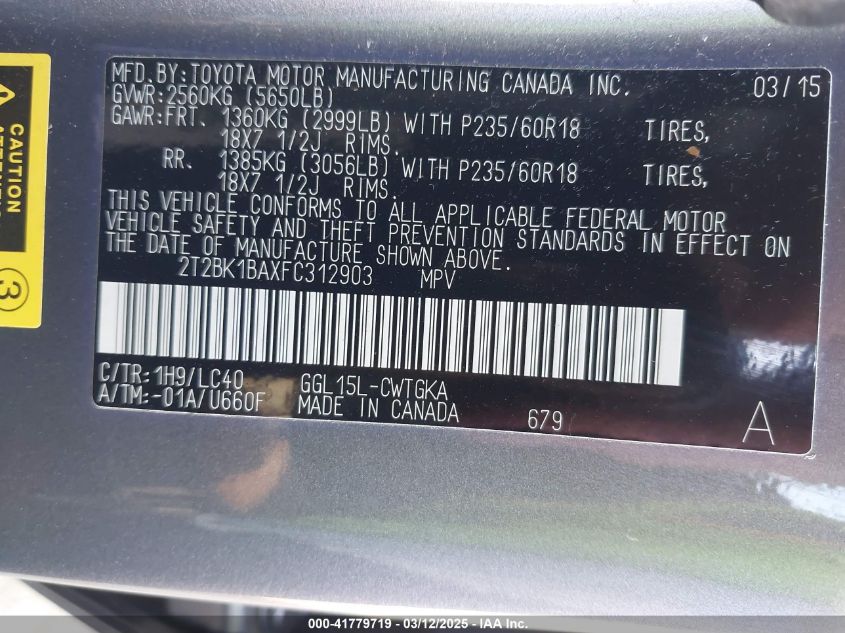 MFD.BY:TOYOTA MOTOR MANUFACTURING CANADA INC. 03/15
GVWR:2560KG (5650LB)
GAWR:FRT. 1360KG (2999LB) WITH P235/60R18 TIRES,
18X7 1/2J RIMS.
RR. 1385KG (3056LB) WITH P235/60R18 TIRES,
18X7 1/2J RIMS.
THIS VEHICLE CONFORMS TO ALL APPLICABLE FEDERAL MOTOR
VEHICLE SAFETY AND THEFT PREVENTION STANDARDS IN EFFECT ON
THE DATE OF MANUFACTURE SHOWN ABOVE.
2T2BK1BAXFC312903 MPV
C/TR:1H9/LC40 GGL15L-CWTGKA
A/TM:-01A/U660F MADE IN CANADA 679 A
CAUTION
3
000-41779719 - 03/12/2025 - IAA Inc.